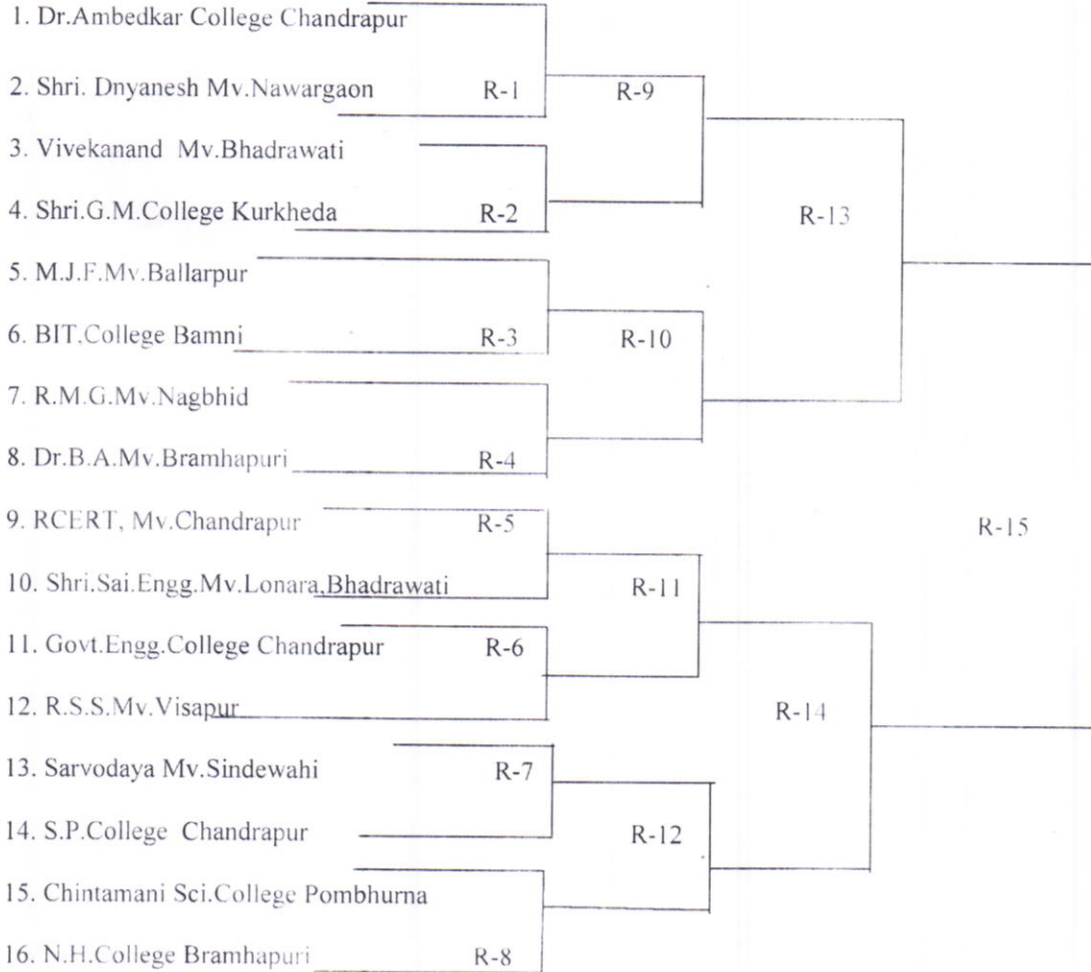 1. Dr.Ambedkar College Chandrapur
2. Shri. Dnyanesh Mv.Nawargaon R-1 R-9
3. Vivekanand Mv.Bhadrawati
4. Shri.G.M.College Kurkheda R-2 R-13
5. M.J.F.Mv.Ballarpur
6. BIT.College Bamni R-3 R-10
7. R.M.G.Mv.Nagbhid
8. Dr.B.A.Mv.Bramhapuri R-4
9. RCERT, Mv.Chandrapur R-5 R-15
10. Shri.Sai.Engg.Mv.Lonara,Bhadrawati R-11
11. Govt.Engg.College Chandrapur R-6
12. R.S.S.Mv.Visapur R-14
13. Sarvodaya Mv.Sindewahi R-7
14. S.P.College Chandrapur R-12
15. Chintamani Sci.College Pombhurna
16. N.H.College Bramhapuri R-8